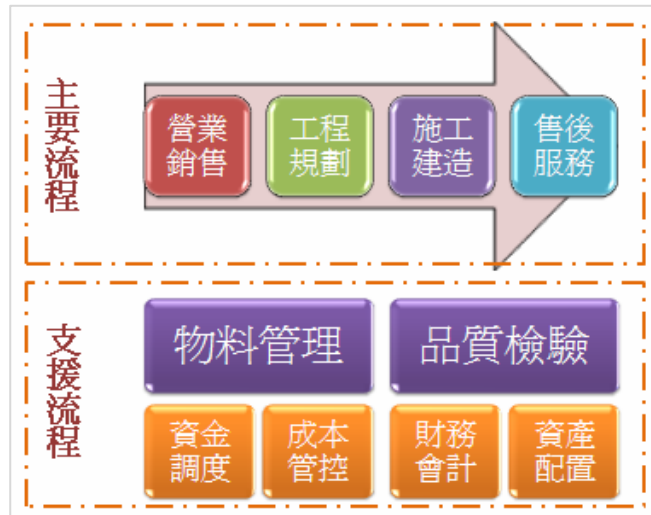 主要流程
營業
銷售
工程
規劃
施工
建造
售後
服務
支援流程
物料管理
品質檢驗
資金
調度
成本
管控
財務
會計
資產
配置